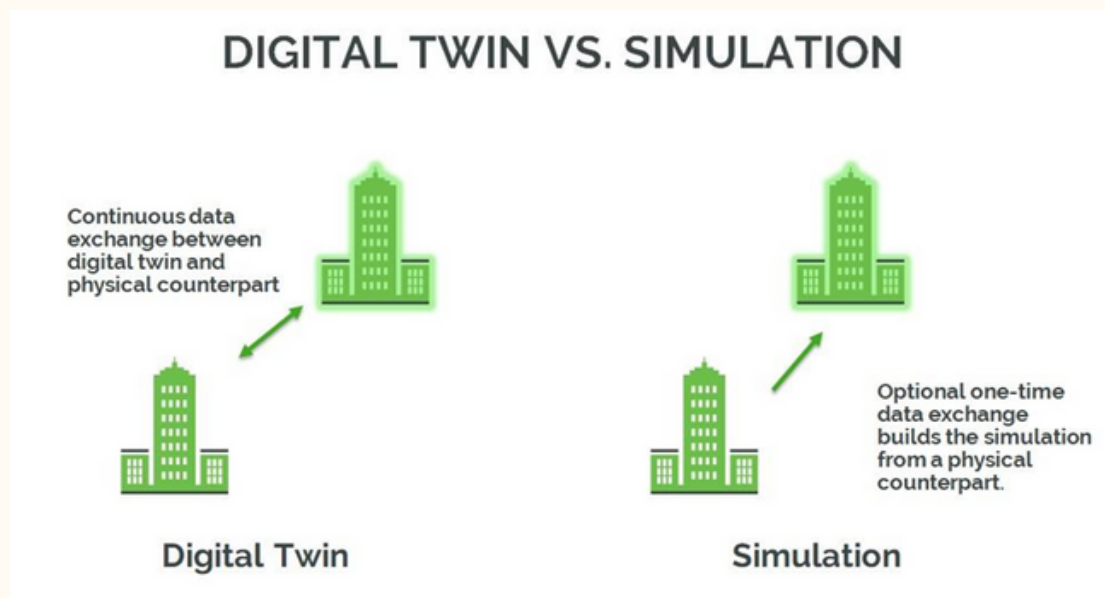 DIGITAL TWIN VS. SIMULATION
Continuous data
exchange between
digital twin and
physical counterpart
Optional one-time
data exchange
builds the simulation
from a physical
counterpart.
Digital Twin
Simulation